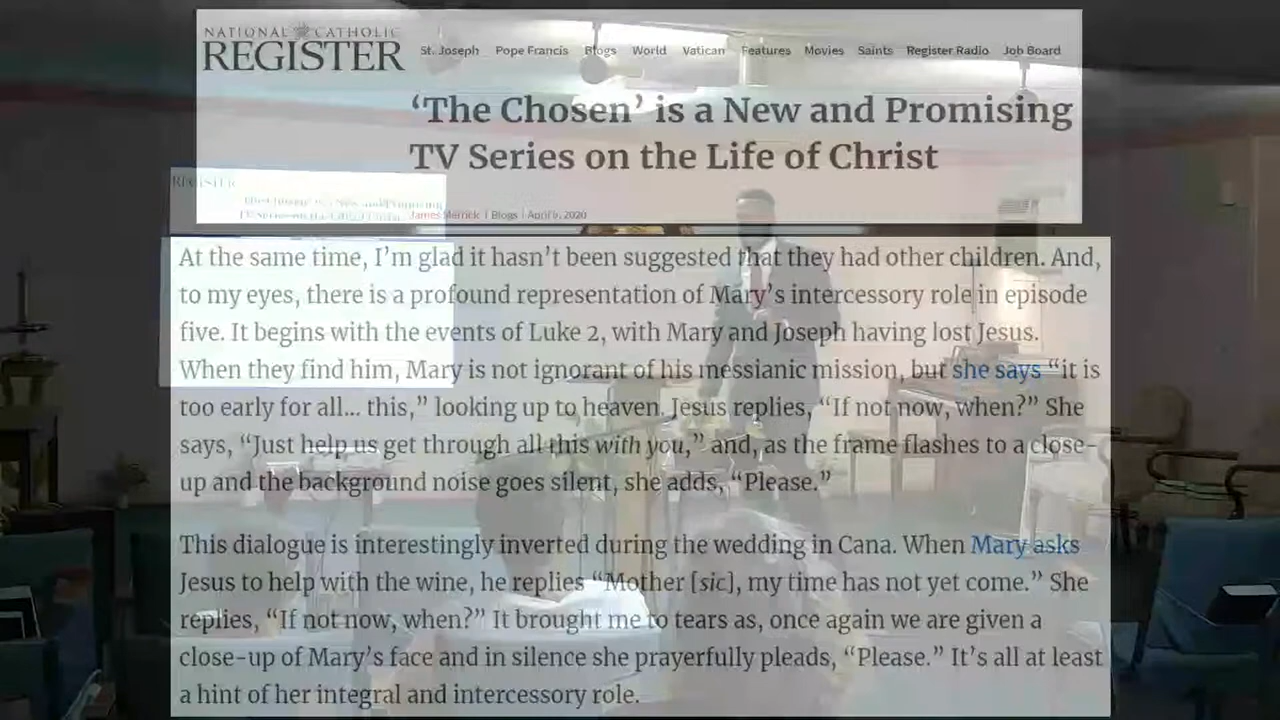 NATIONAL CATHOLIC
REGISTER
St. Joseph Pope Francis Blogs World Vatican Features Movies Saints Register Radio Job Board
‘The Chosen’ is a New and Promising
TV Series on the Life of Christ
James Merrick | Blogs | April 9, 2020
REGISTER
At the same time, I’m glad it hasn’t been suggested that they had other children. And,
to my eyes, there is a profound representation of Mary’s intercessory role in episode
five. It begins with the events of Luke 2, with Mary and Joseph having lost Jesus.
When they find him, Mary is not ignorant of his messianic mission, but she says “it is
too early for all... this,” looking up to heaven. Jesus replies, “If not now, when?” She
says, “Just help us get through all this with you,” and, as the frame flashes to a close-
up and the background noise goes silent, she adds, “Please.”
This dialogue is interestingly inverted during the wedding in Cana. When Mary asks
Jesus to help with the wine, he replies “Mother [sic], my time has not yet come.” She
replies, “If not now, when?” It brought me to tears as, once again we are given a
close-up of Mary’s face and in silence she prayerfully pleads, “Please.” It’s all at least
a hint of her integral and intercessory role.